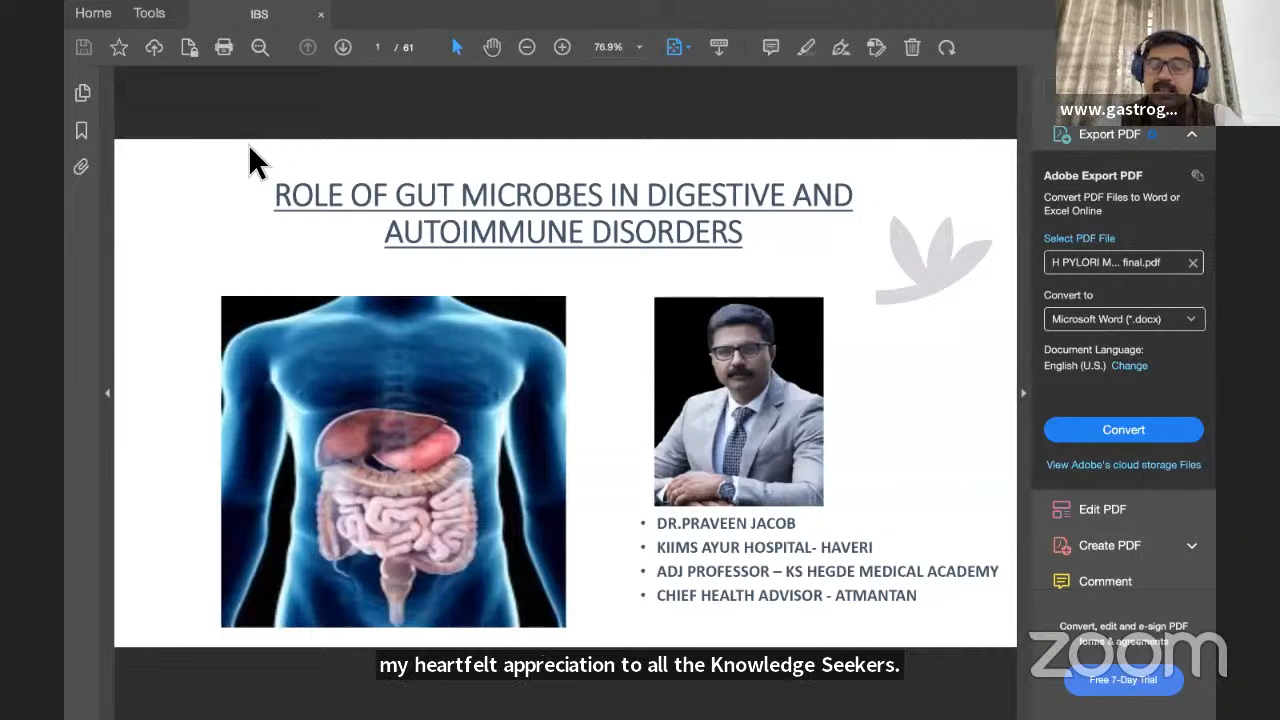 Home
Tools
IBS
1 / 61
76.9%
www.gastrog...
Export PDF
Adobe Export PDF
Convert PDF Files to Word or
Excel Online
Select PDF File
H PYLORI M... final.pdf
Convert to
Microsoft Word (*.docx)
Document Language:
English (U.S.) Change
Convert
View Adobe's cloud storage Files
Edit PDF
Create PDF
Comment
Convert, edit and e-sign PDF
forms & agreements
Free 7-Day Trial
zoom
ROLE OF GUT MICROBES IN DIGESTIVE AND
AUTOIMMUNE DISORDERS
• DR.PRAVEEN JACOB
• KIIMS AYUR HOSPITAL- HAVERI
• ADJ PROFESSOR – KS HEGDE MEDICAL ACADEMY
• CHIEF HEALTH ADVISOR - ATMANTAN
my heartfelt appreciation to all the Knowledge Seekers.